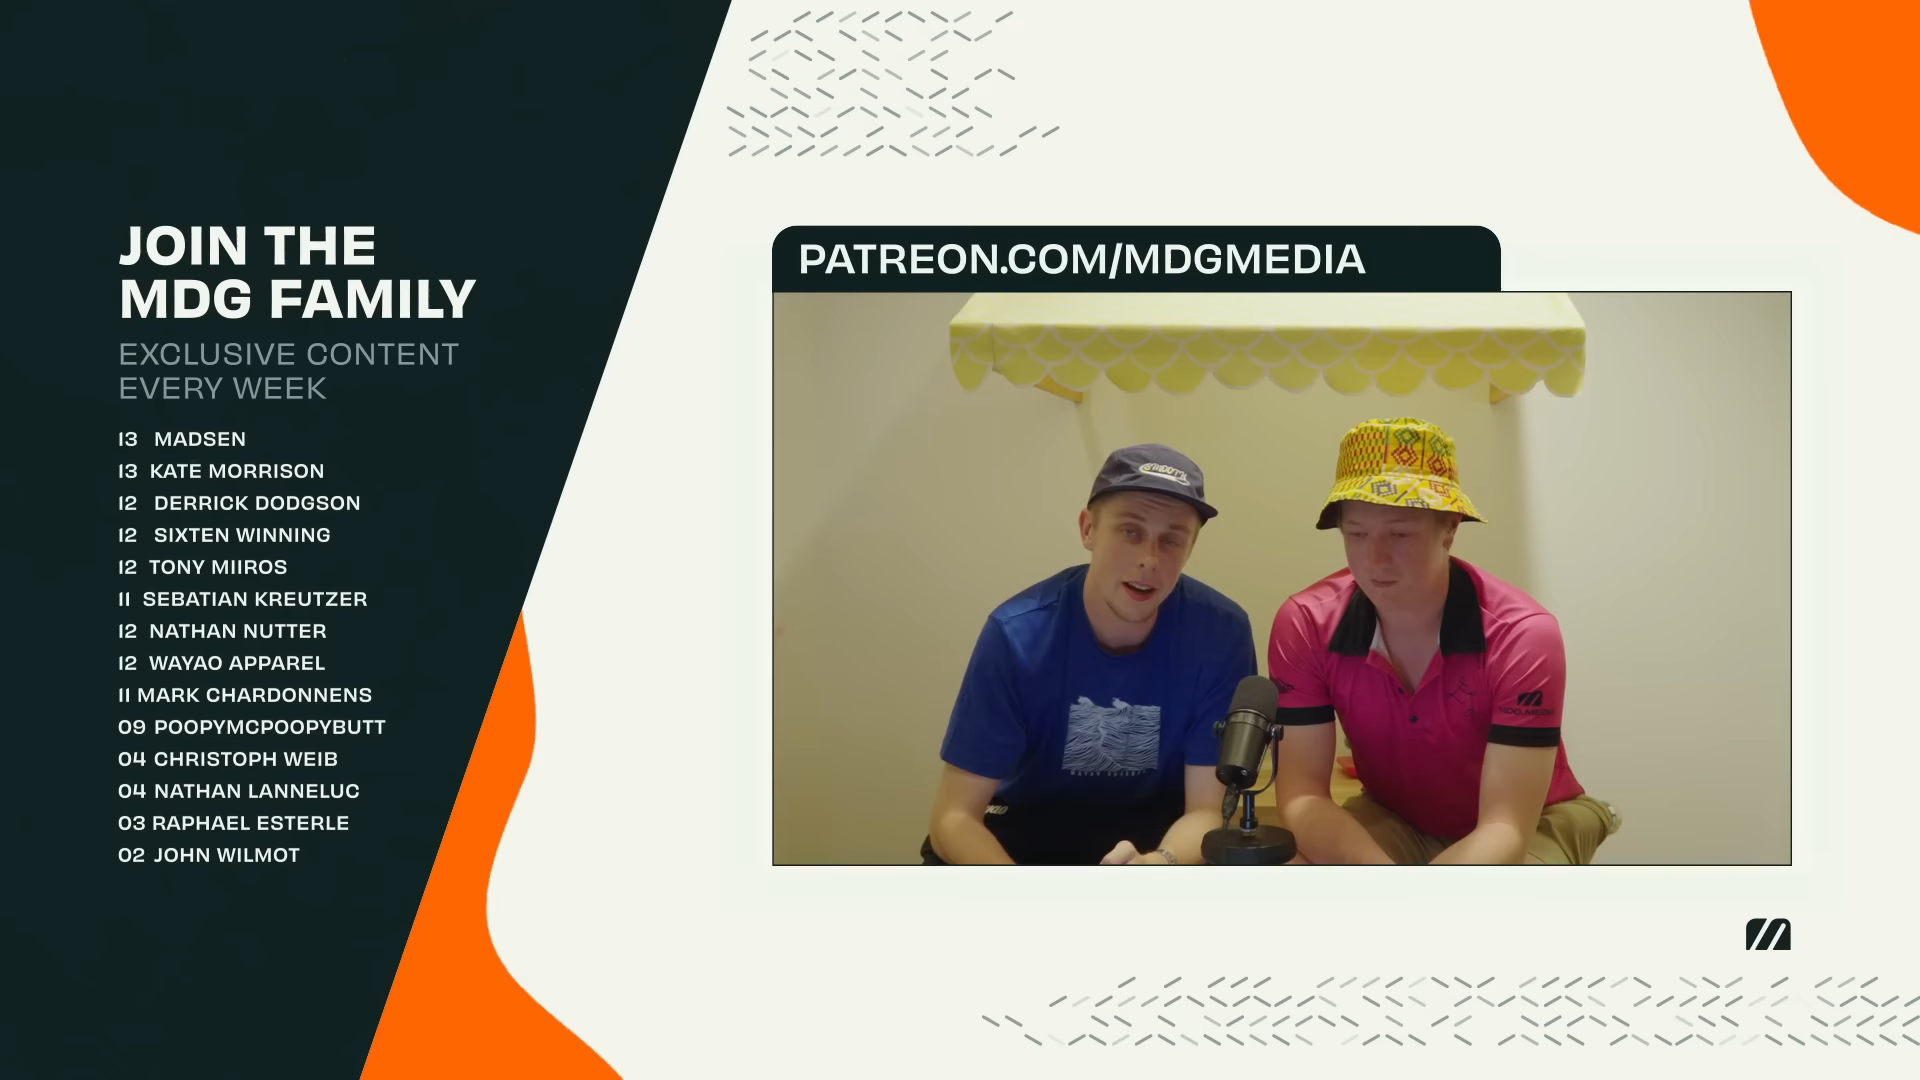 JOIN THE
MDG FAMILY
EXCLUSIVE CONTENT
EVERY WEEK
13 MADSEN
13 KATE MORRISON
12 DERRICK DODGSON
12 SIXTEN WINNING
12 TONY MIIROS
11 SEBATIAN KREUTZER
12 NATHAN NUTTER
12 WAYAO APPAREL
11 MARK CHARDONNENS
09 POOPYMCPOOPYBUTT
04 CHRISTOPH WEIB
04 NATHAN LANNELUC
03 RAPHAEL ESTERLE
02 JOHN WILMOT
PATREON.COM/MDGMEDIA
MDG MEDIA